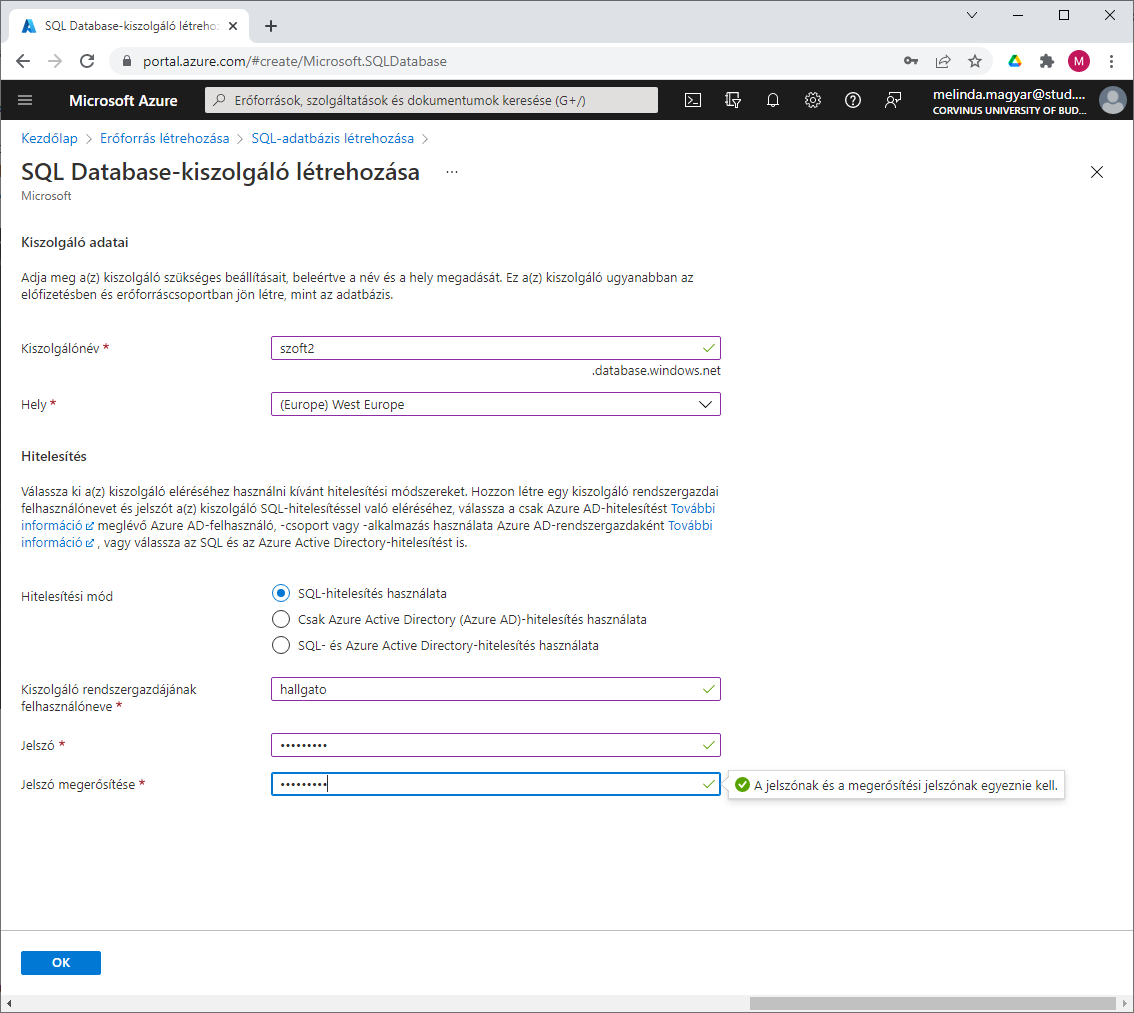 SQL Database-kiszolgáló létreho
portal.azure.com/#create/Microsoft.SQLDatabase
M
Microsoft Azure
Erőforrások, szolgáltatások és dokumentumok keresése (G+/)
melinda.magyar@stud....
CORVINUS UNIVERSITY OF BUD...
Kezdőlap > Erőforrás létrehozása > SQL-adatbázis létrehozása >
SQL Database-kiszolgáló létrehozása ...
Microsoft
Kiszolgáló adatai
Adja meg a(z) kiszolgáló szükséges beállításait, beleértve a név és a hely megadását. Ez a(z) kiszolgáló ugyanabban az
előfizetésben és erőforráscsoportban jön létre, mint az adatbázis.
Kiszolgálónév *
szoft2
.database.windows.net
Hely *
(Europe) West Europe
Hitelesítés
Válassza ki a(z) kiszolgáló eléréséhez használni kívánt hitelesítési módszereket. Hozzon létre egy kiszolgáló rendszergazdai
felhasználónevet és jelszót a(z) kiszolgáló SQL-hitelesítéssel való eléréséhez, válassza a csak Azure AD-hitelesítést További
információ meglévő Azure AD-felhasználó, -csoport vagy -alkalmazás használata Azure AD-rendszergazdaként További
információ , vagy válassza az SQL és az Azure Active Directory-hitelesítést is.
Hitelesítési mód
SQL-hitelesítés használata
Csak Azure Active Directory (Azure AD)-hitelesítés használata
SQL- és Azure Active Directory-hitelesítés használata
Kiszolgáló rendszergazdájának
felhasználóneve *
hallgato
Jelszó *
•••••••••
Jelszó megerősítése *
•••••••••
A jelszónak és a megerősítési jelszónak egyeznie kell.
OK